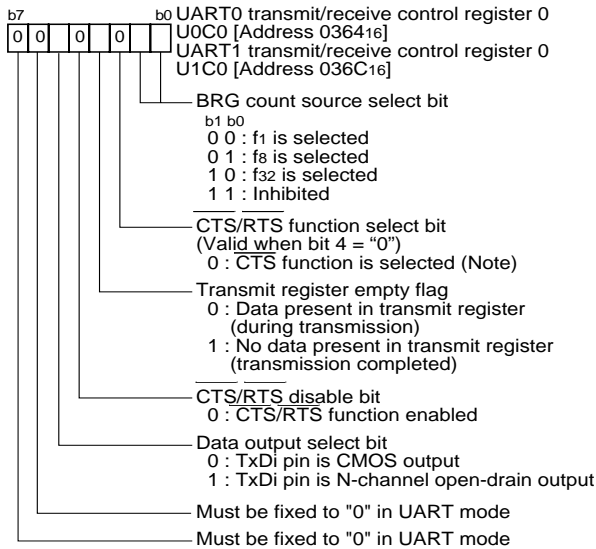 b7 b0 UART0 transmit/receive control register 0
0 0 0 0 U0C0 [Address 036416]
UART1 transmit/receive control register 0
U1C0 [Address 036C16]
BRG count source select bit
b1 b0
0 0 : f1 is selected
0 1 : f8 is selected
1 0 : f32 is selected
1 1 : Inhibited
CTS/RTS function select bit
(Valid when bit 4 = “0”)
0 : CTS function is selected (Note)
Transmit register empty flag
0 : Data present in transmit register
(during transmission)
1 : No data present in transmit register
(transmission completed)
CTS/RTS disable bit
0 : CTS/RTS function enabled
Data output select bit
0 : TxDi pin is CMOS output
1 : TxDi pin is N-channel open-drain output
Must be fixed to "0" in UART mode
Must be fixed to "0" in UART mode